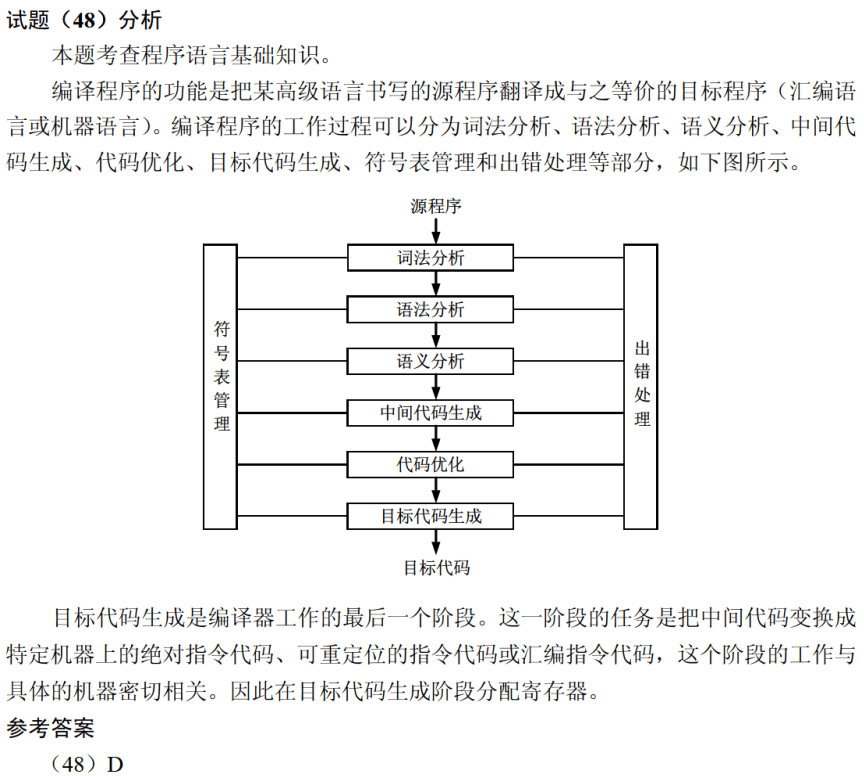 试题（48）分析
本题考查程序语言基础知识。
编译程序的功能是把某高级语言书写的源程序翻译成与之等价的目标程序（汇编语
言或机器语言）。编译程序的工作过程可以分为词法分析、语法分析、语义分析、中间代
码生成、代码优化、目标代码生成、符号表管理和出错处理等部分，如下图所示。
源程序
词法分析
语法分析
语义分析
中间代码生成
代码优化
目标代码生成
目标代码
符号表管理
出错处理
目标代码生成是编译器工作的最后一个阶段。这一阶段的任务是把中间代码变换成
特定机器上的绝对指令代码、可重定位的指令代码或汇编指令代码，这个阶段的工作与
具体的机器密切相关。因此在目标代码生成阶段分配寄存器。
参考答案
（48）D